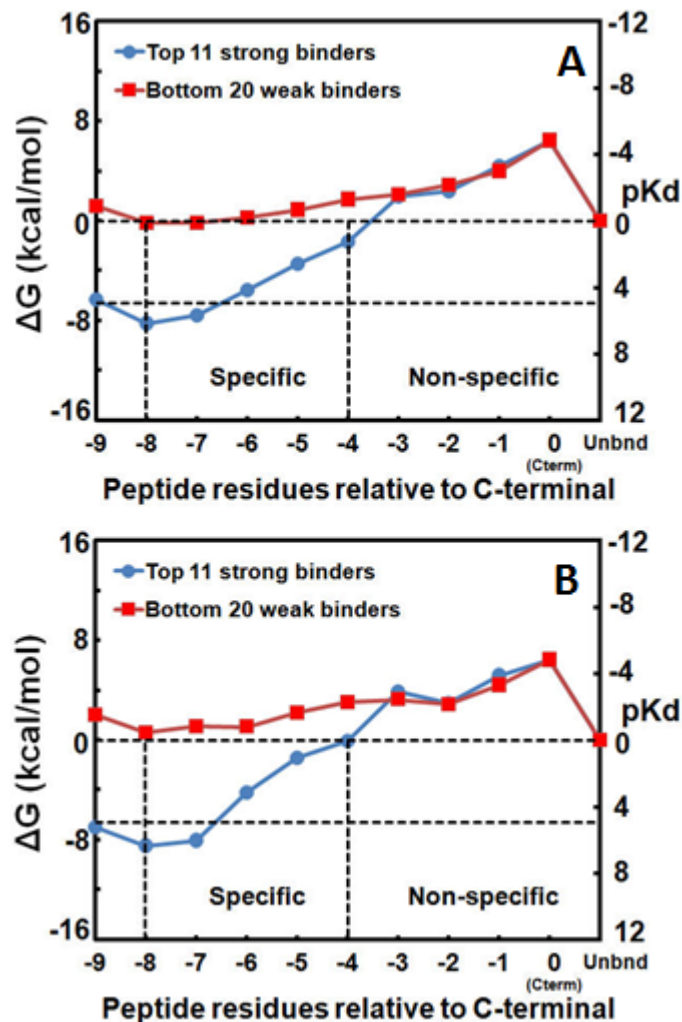 A
Top 11 strong binders
Bottom 20 weak binders
16
8
0
-8
-16
ΔG (kcal/mol)
-12
-8
-4
0
4
8
12
pKd
Specific
Non-specific
-9 -8 -7 -6 -5 -4 -3 -2 -1 0 Unbnd
(Cterm)
Peptide residues relative to C-terminal
B
Top 11 strong binders
Bottom 20 weak binders
16
8
0
-8
-16
ΔG (kcal/mol)
-12
-8
-4
0
4
8
12
pKd
Specific
Non-specific
-9 -8 -7 -6 -5 -4 -3 -2 -1 0 Unbnd
(Cterm)
Peptide residues relative to C-terminal